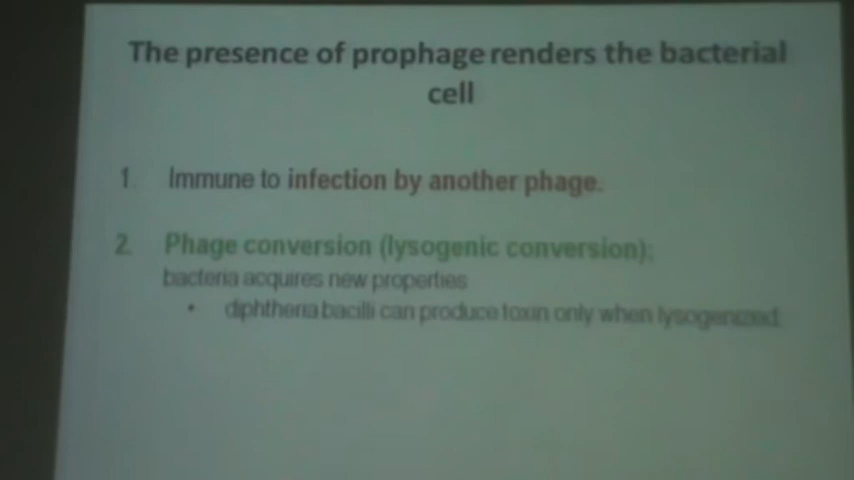 The presence of prophage renders the bacterial
cell
1. Immune to infection by another phage.
2. Phage conversion (lysogenic conversion):
bacteria acquires new properties
• diphtheria bacilli can produce toxin only when lysogenized.